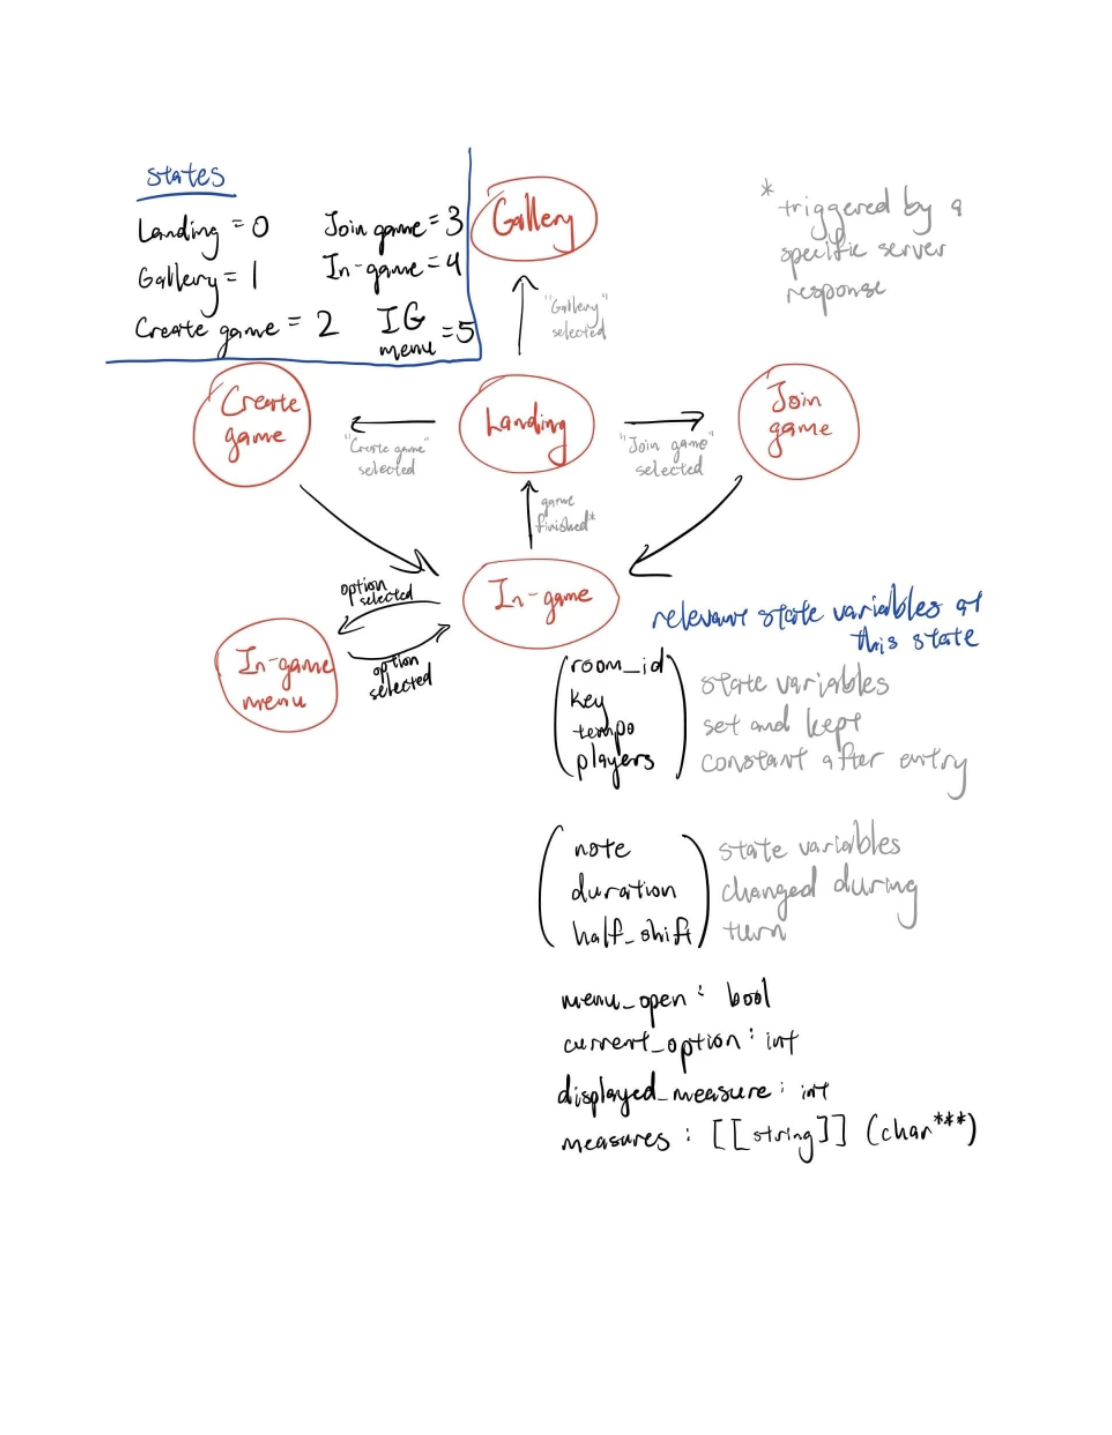 states
Landing = 0
Join game = 3
Gallery = 1
In-game = 4
Create game = 2
IG
menu = 5
Gallery
* triggered by a
specific server
response
"Gallery"
selected
Create
game
"Create game"
selected
Landing
"Join game"
selected
Join
game
game
finished*
In-game
option
selected
option
selected
In-game
menu
relevant state variables at
this state
room_id
key
tempo
players
state variables
set and kept
constant after entry
note
duration
half_shift
state variables
changed during
turn
menu_open : bool
current_option : int
displayed_measure : int
measures : [[string]] (char***)